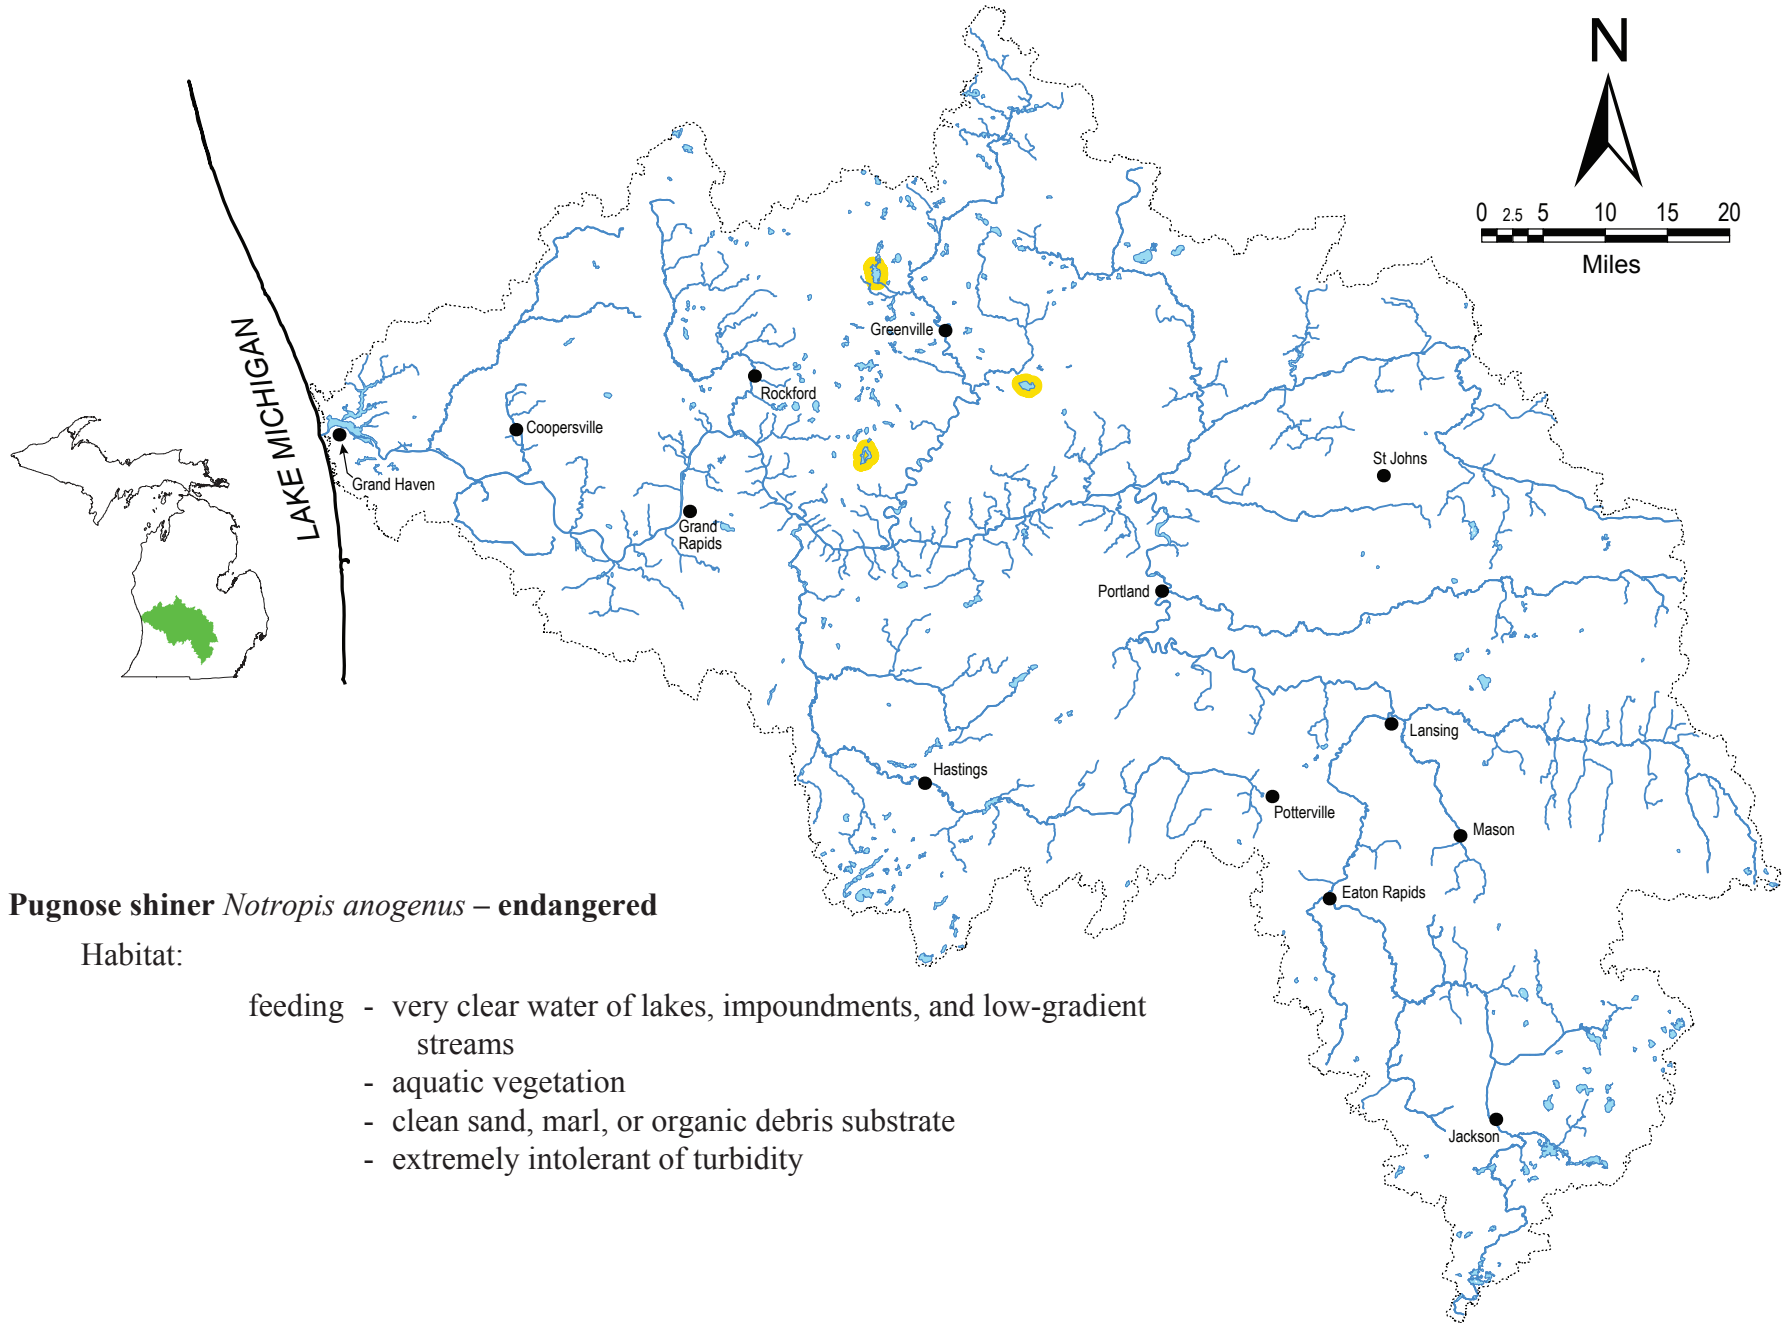 N
0 2.5 5 10 15 20
Miles
LAKE MICHIGAN
Greenville
Rockford
Coopersville
Grand Haven
St Johns
Grand
Rapids
Portland
Lansing
Hastings
Potterville
Mason
Eaton Rapids
Jackson
Pugnose shiner Notropis anogenus – endangered
Habitat:
feeding - very clear water of lakes, impoundments, and low-gradient
streams
- aquatic vegetation
- clean sand, marl, or organic debris substrate
- extremely intolerant of turbidity